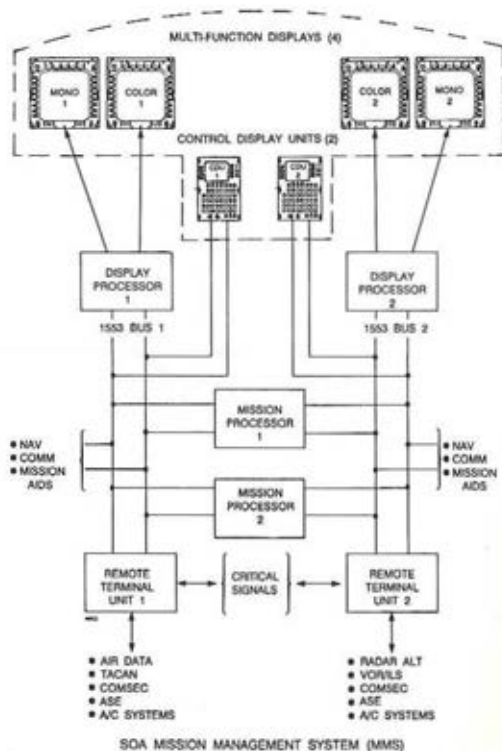 MULTI-FUNCTION DISPLAYS (4)
MONO
1
COLOR
1
COLOR
2
MONO
2
CONTROL DISPLAY UNITS (2)
CDU
1
CDU
2
DISPLAY
PROCESSOR
1
DISPLAY
PROCESSOR
2
1553 BUS 1
1553 BUS 2
MISSION
PROCESSOR
1
• NAV
• COMM
• MISSION
AIDS
• NAV
• COMM
• MISSION
AIDS
MISSION
PROCESSOR
2
REMOTE
TERMINAL
UNIT 1
CRITICAL
SIGNALS
REMOTE
TERMINAL
UNIT 2
• AIR DATA
• TACAN
• COMSEC
• ASE
• A/C SYSTEMS
• RADAR ALT
• VOR/ILS
• COMSEC
• ASE
• A/C SYSTEMS
SOA MISSION MANAGEMENT SYSTEM (MMS)